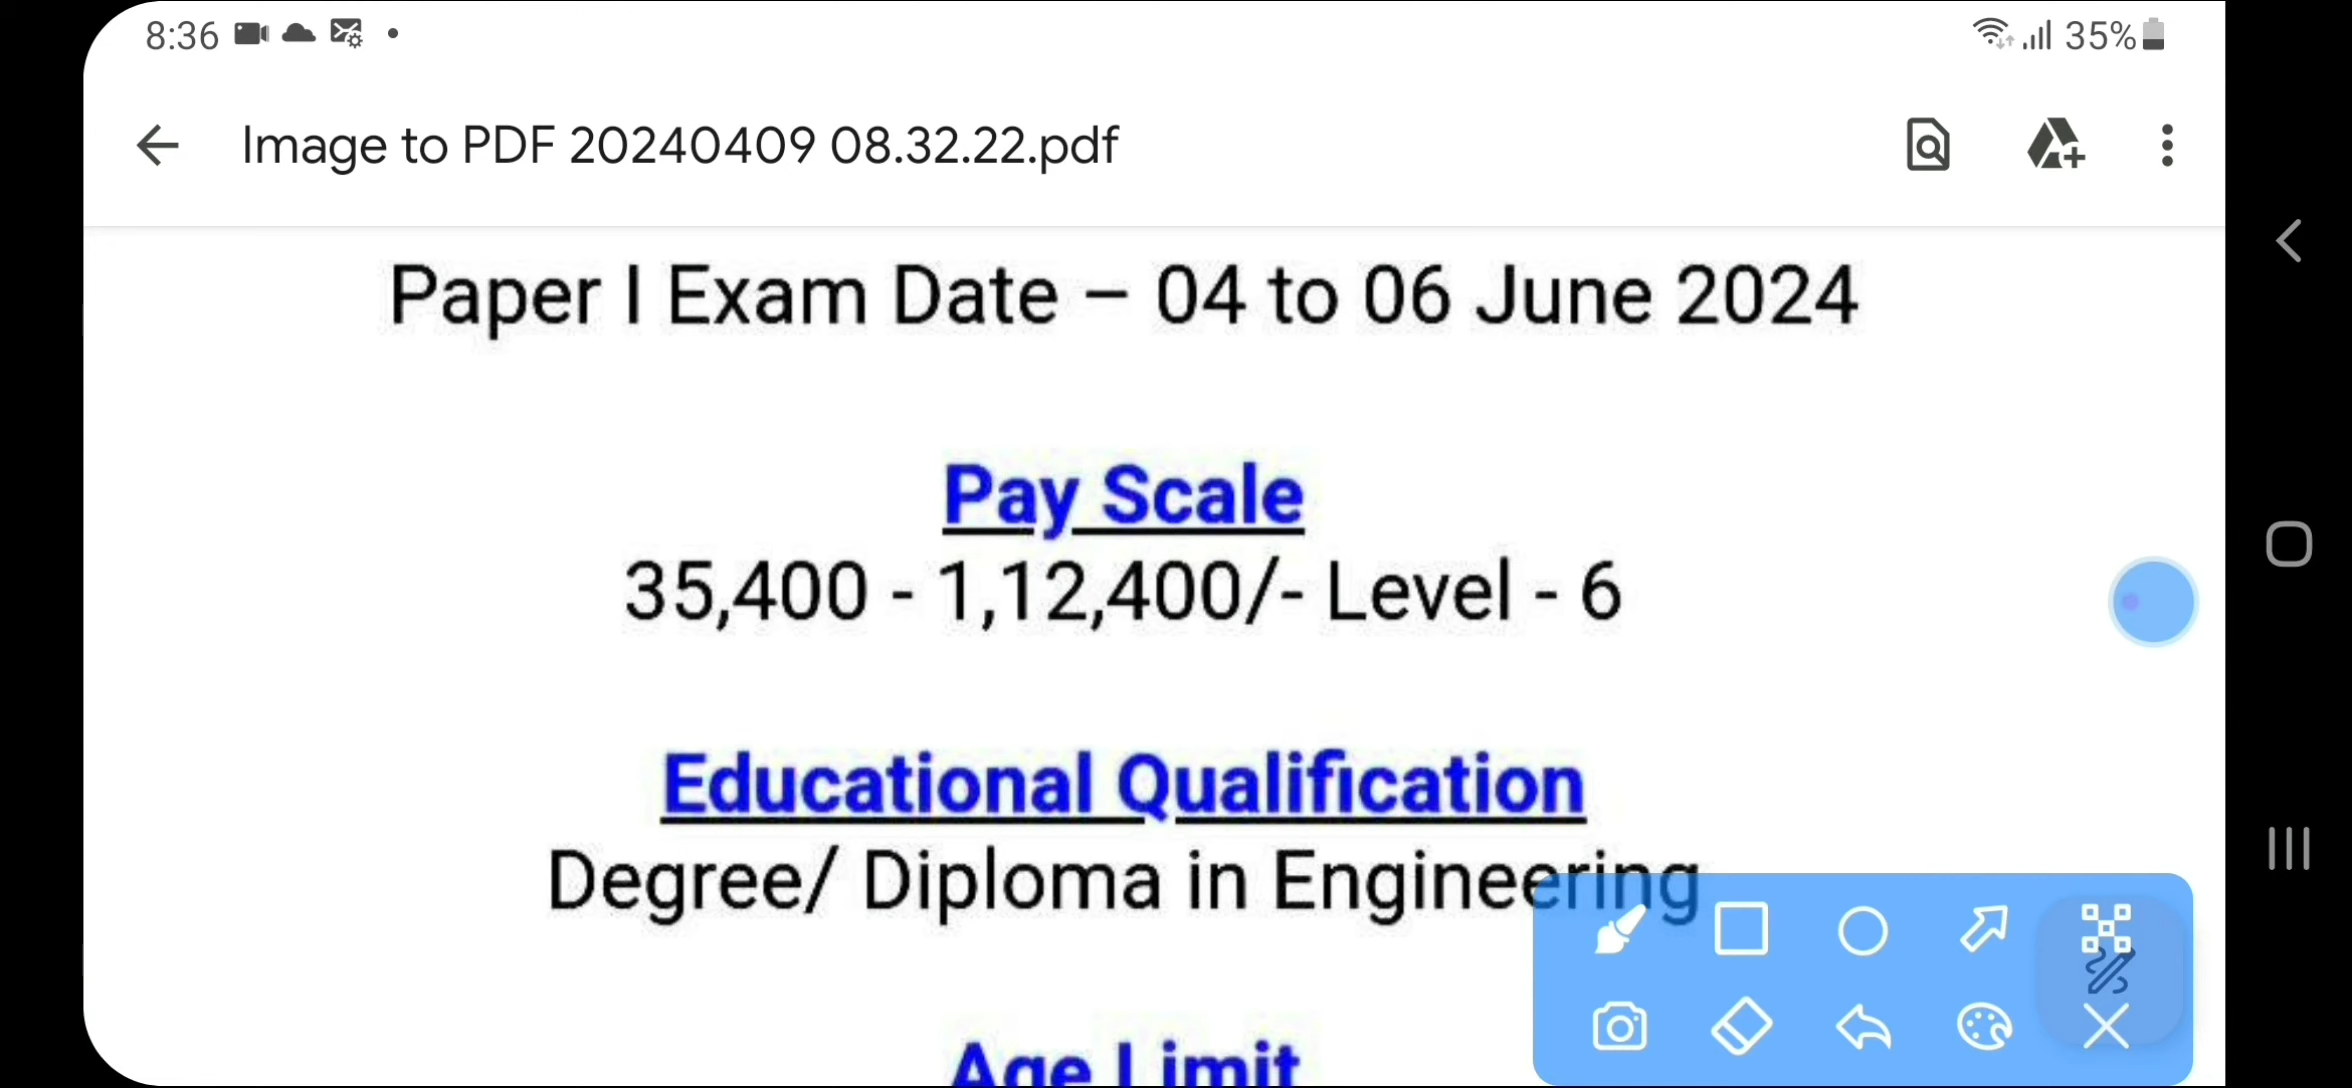 8:36
35%
Image to PDF 20240409 08.32.22.pdf
Paper I Exam Date – 04 to 06 June 2024
Pay Scale
35,400 - 1,12,400/- Level - 6
Educational Qualification
Degree/ Diploma in Engineering
Age Limit